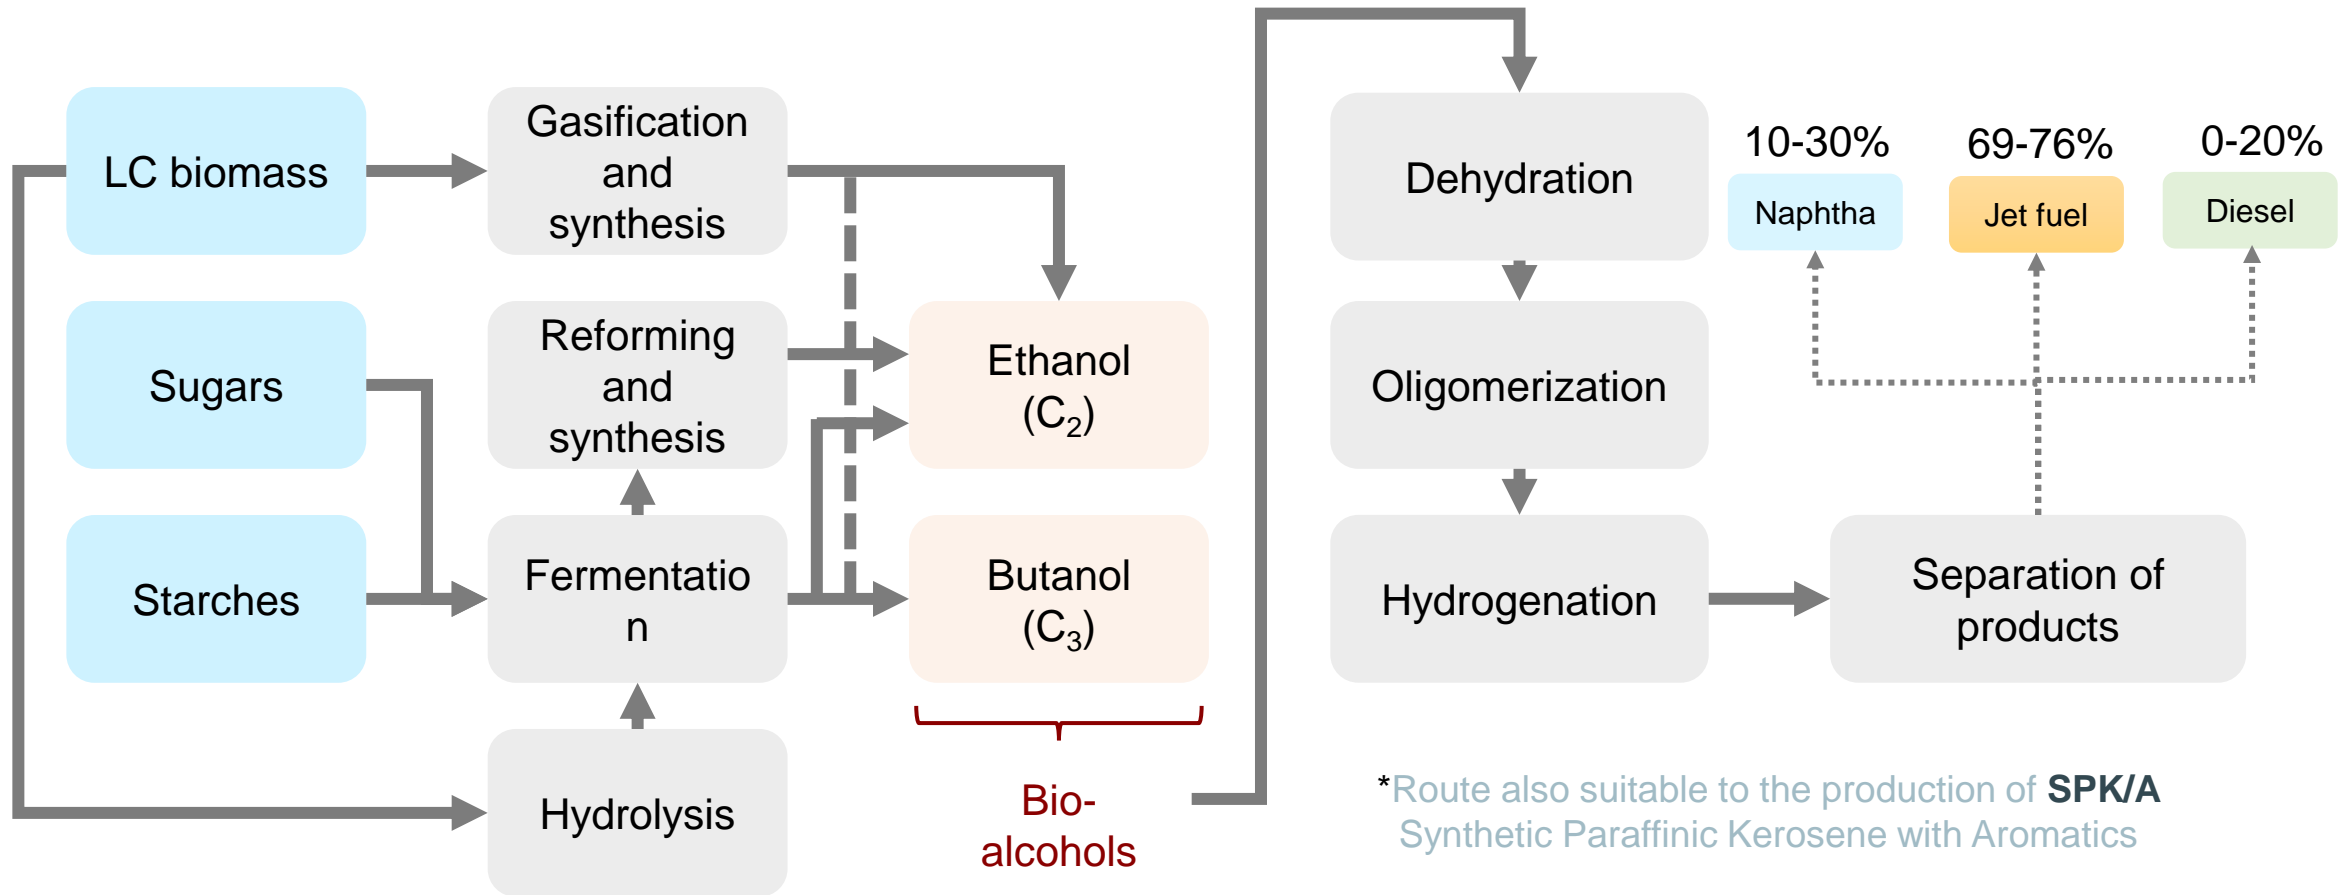 LC biomass
Gasification
and
synthesis
Sugars
Reforming
and
synthesis
Ethanol
(C₂)
Starches
Fermentatio
n
Butanol
(C₃)
Hydrolysis
Bio-
alcohols
Dehydration
Oligomerization
Hydrogenation
Separation of
products
10-30%
Naphtha
69-76%
Jet fuel
0-20%
Diesel
*Route also suitable to the production of SPK/A
Synthetic Paraffinic Kerosene with Aromatics